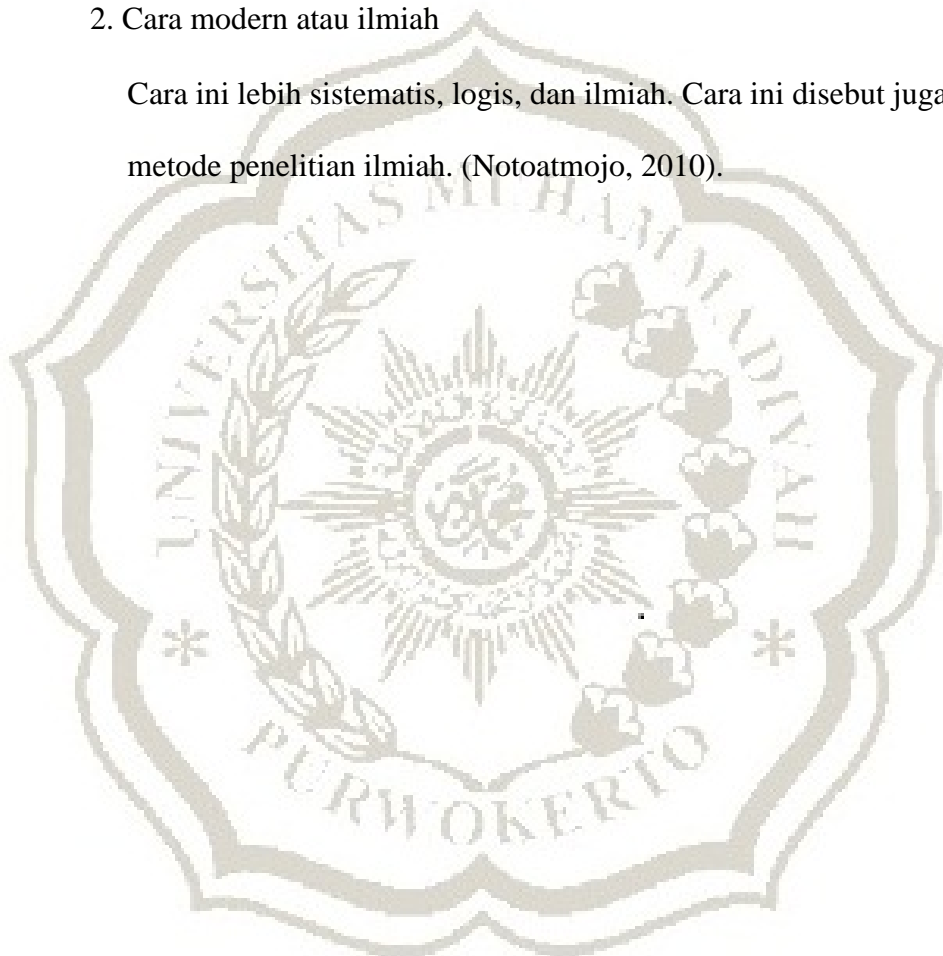 2. Cara modern atau ilmiah
Cara ini lebih sistematis, logis, dan ilmiah. Cara ini disebut juga
metode penelitian ilmiah. (Notoatmojo, 2010).
UNIVERSITAS MUHAMMADIYAH
PURWOKERTO